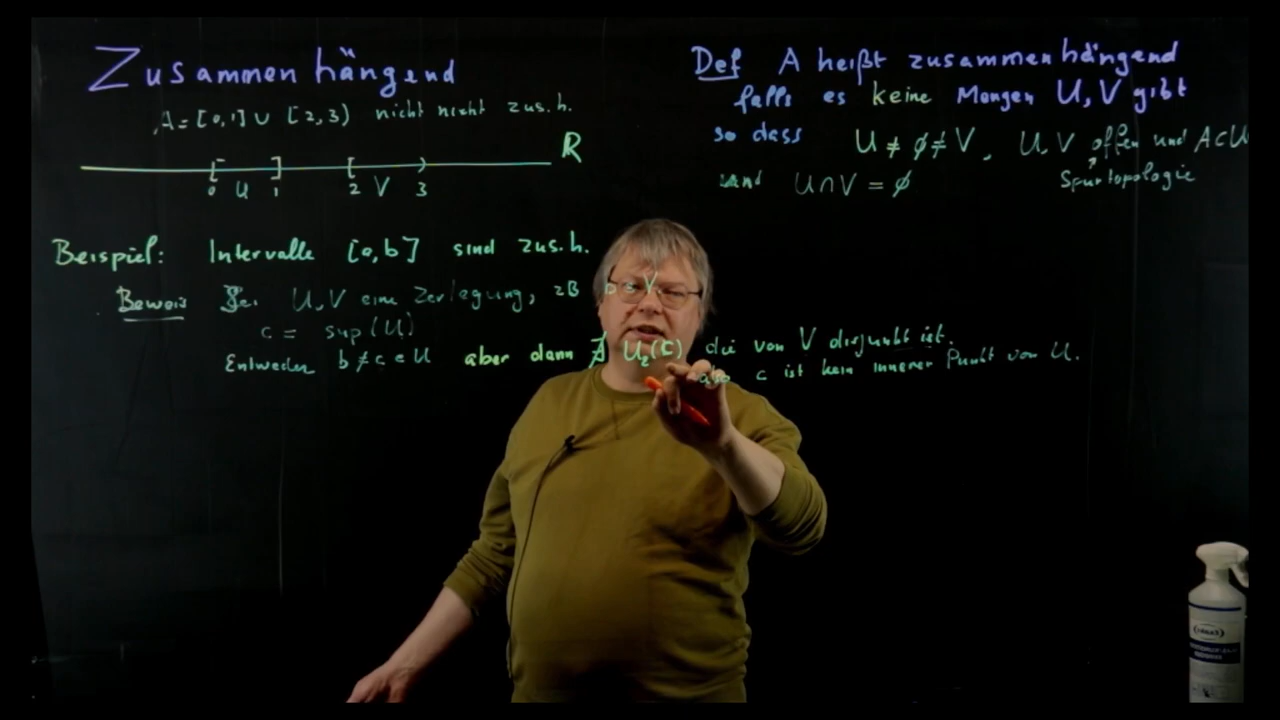 Zusammenhängend
A = [0,1] ∪ [2,3) nicht nicht zus.h.
ℝ
0 U 1 2 V 3
Def A heißt zusammenhängend
falls es keine Mengen U, V gibt
so dass U ≠ ∅ ≠ V, U, V offen und A ⊂ U
Spurtopologie
und U ∩ V = ∅
Beispiel: Intervalle [a,b] sind zus.h.
Beweis Sei U, V eine Zerlegung, zB b ∈ V
c = sup(U)
Entweder b ≠ c ∈ U aber dann ∄ U_ε(c) die von V disjunkt ist.
also c ist kein innerer Punkt von U.